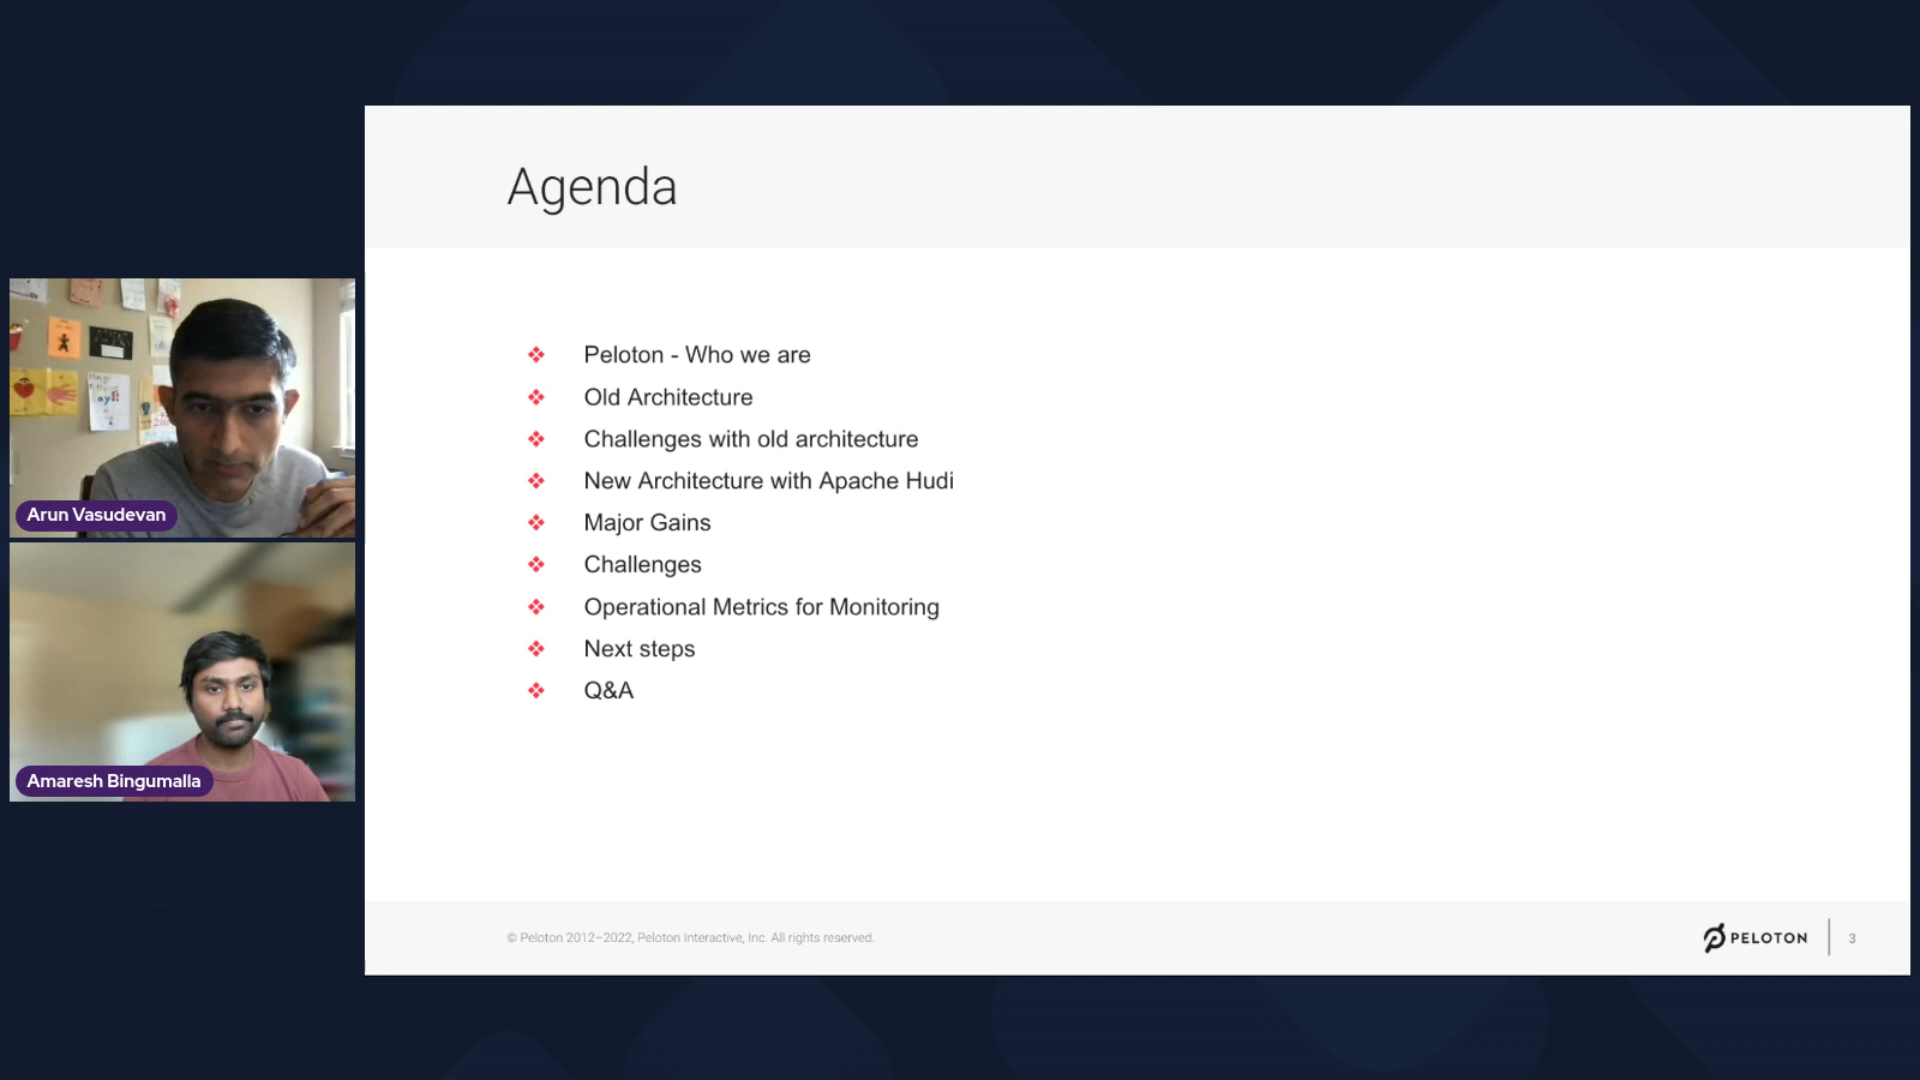 Agenda
Peloton - Who we are
Old Architecture
Challenges with old architecture
New Architecture with Apache Hudi
Major Gains
Challenges
Operational Metrics for Monitoring
Next steps
Q&A
Arun Vasudevan
Amaresh Bingumalla
© Peloton 2012–2022, Peloton Interactive, Inc. All rights reserved.
PELOTON
3